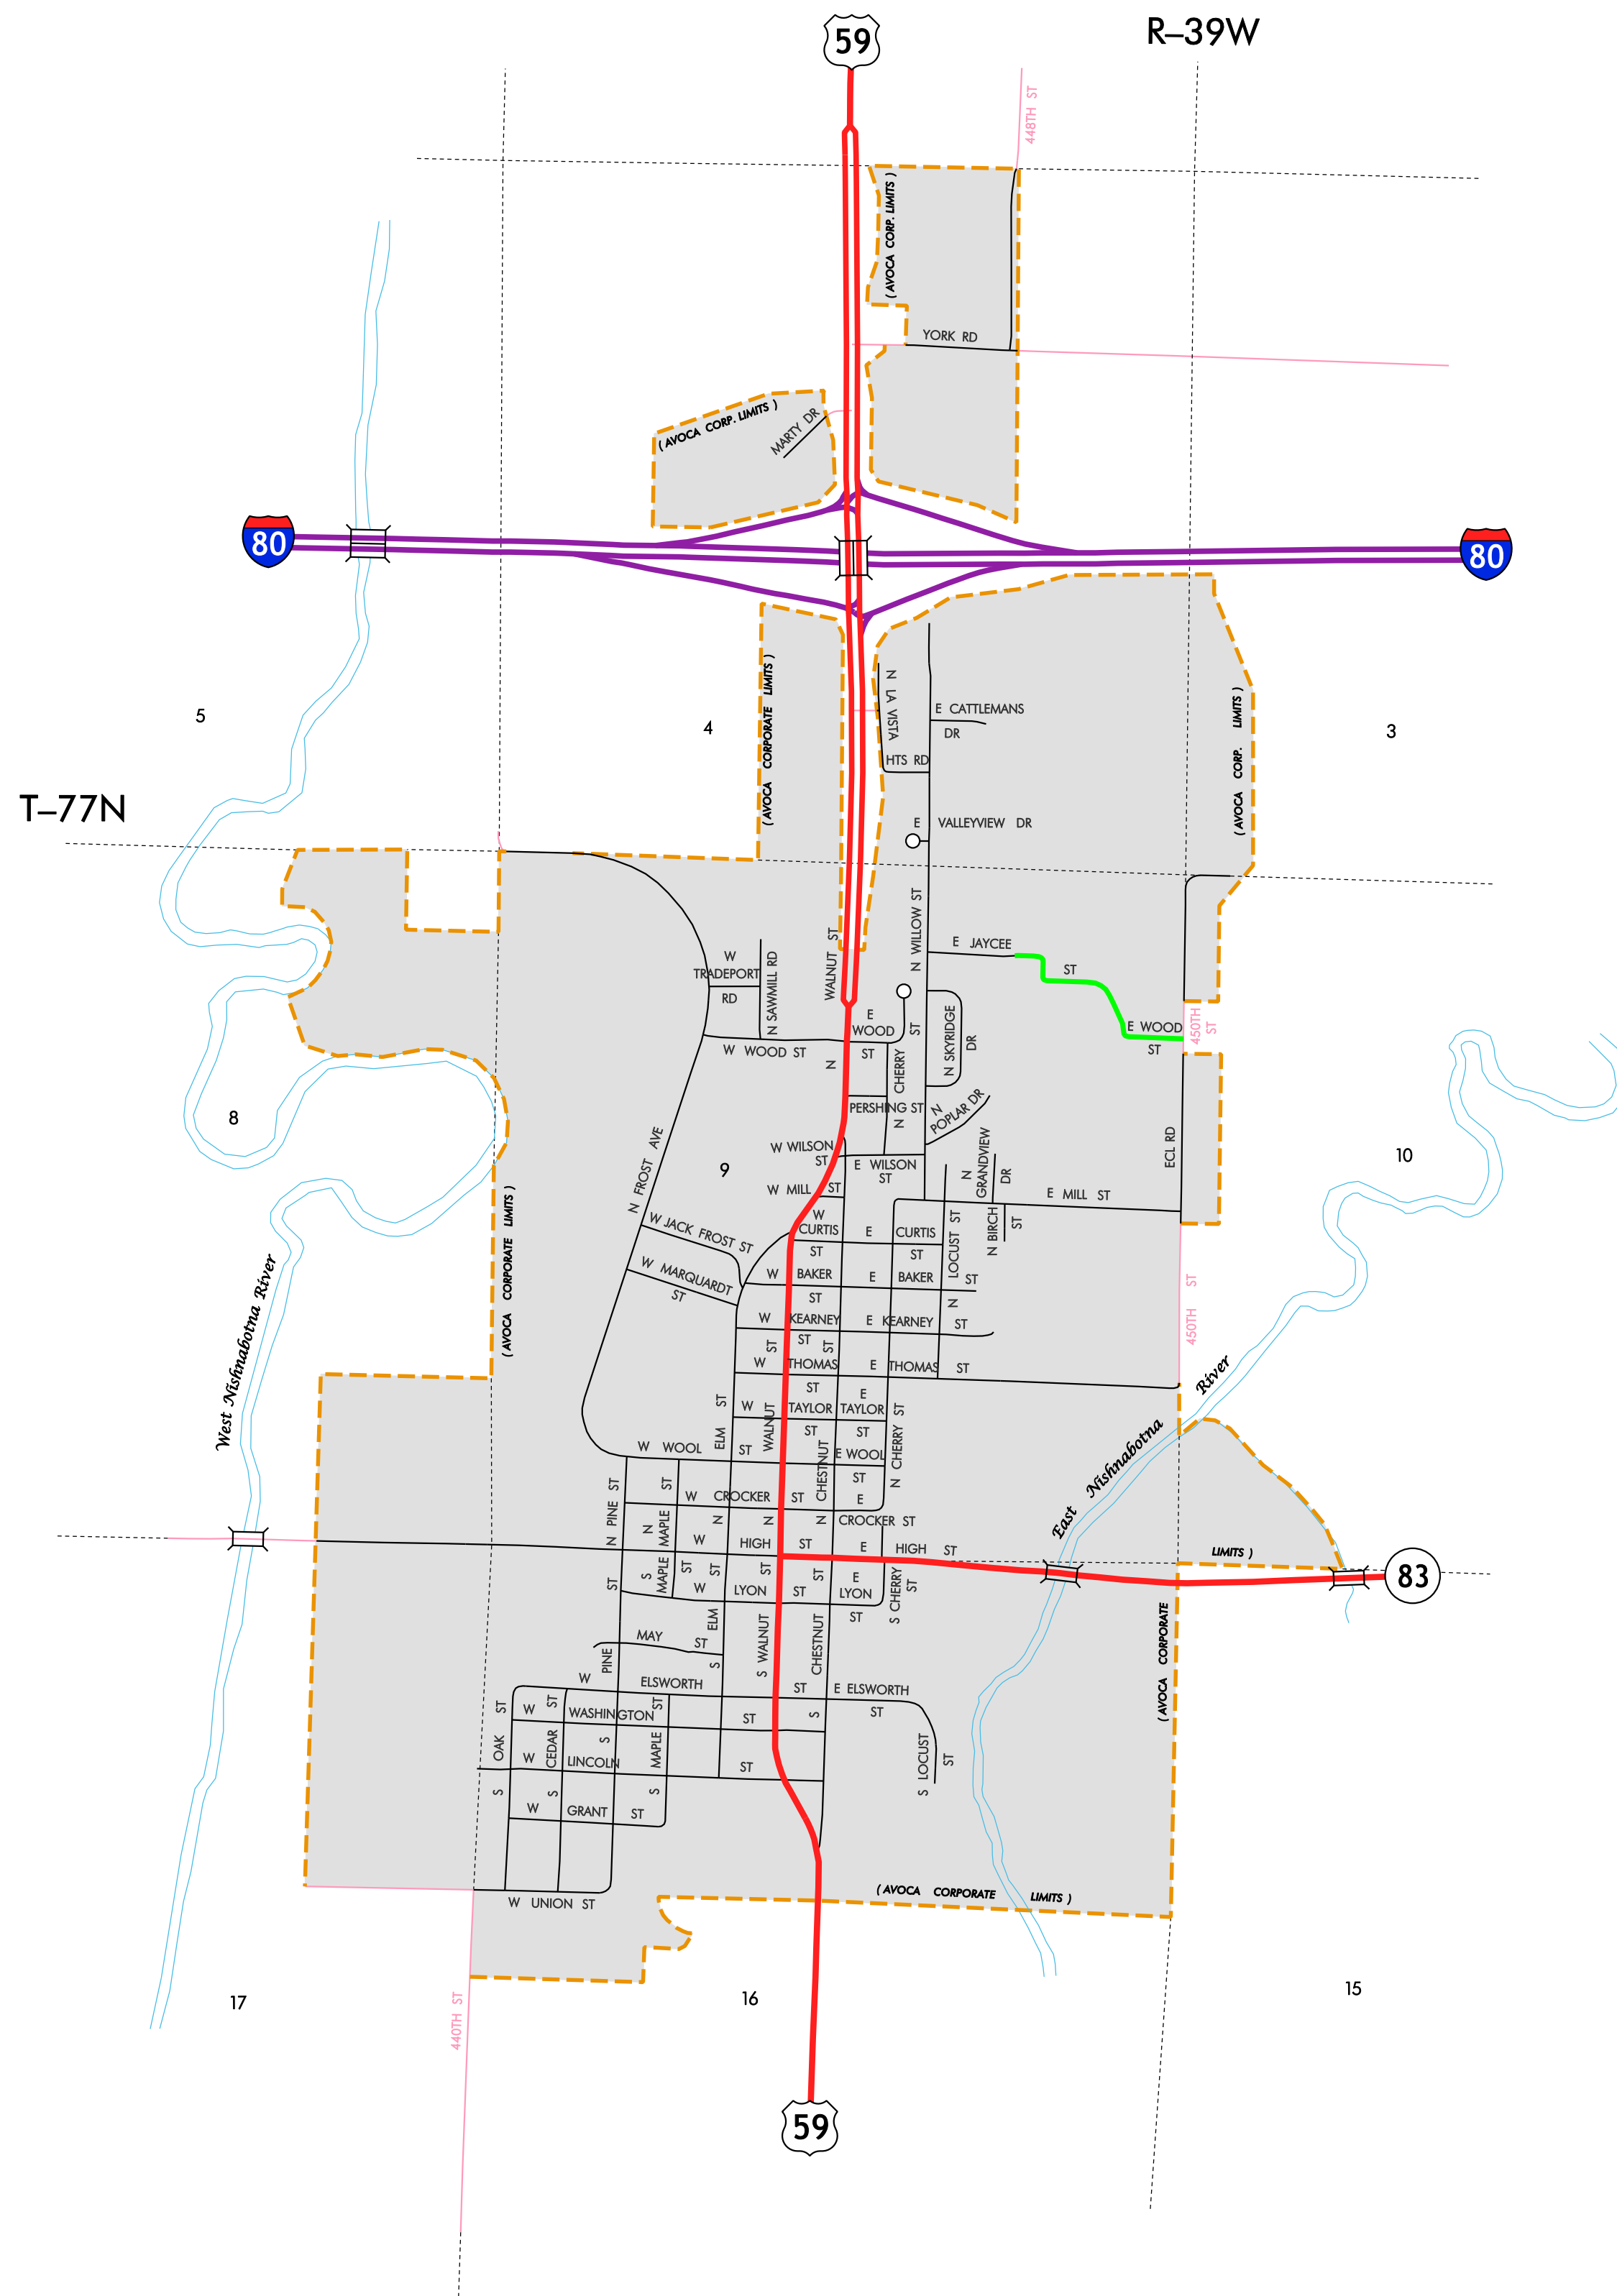 59
R–39W
448TH ST
( AVOCA CORP. LIMITS )
YORK RD
( AVOCA CORP. LIMITS )
MARTY DR
80
80
5
4
3
( AVOCA CORPORATE LIMITS )
N LA VISTA
HTS RD
E CATTLEMANS
DR
( AVOCA CORP. LIMITS )
T–77N
E VALLEYVIEW DR
N WILLOW ST
WALNUT ST
N
E JAYCEE
ST
W
TRADEPORT
RD
N SAWMILL RD
E
WOOD
ST
E WOOD
ST
450TH
ST
W WOOD ST
N CHERRY ST
N SKYRIDGE
DR
PERSHING ST
N
POPLAR DR
8
9
10
N FROST AVE
W WILSON
ST
E WILSON
ST
N
GRANDVIEW
DR
ECL RD
W MILL ST
E MILL ST
( AVOCA CORPORATE LIMITS )
W JACK FROST ST
W
CURTIS
ST
E CURTIS
ST
N LOCUST ST
N BIRCH
ST
W MARQUARDT
ST
W BAKER
ST
E BAKER ST
450TH ST
W KEARNEY
ST
E KEARNEY ST
West Nishnabotna River
W THOMAS
ST
E THOMAS ST
East Nishnabotna River
W TAYLOR
ST
E
TAYLOR
ST
N ELM ST
N WALNUT ST
N CHESTNUT ST
N CHERRY ST
W WOOL ST
E WOOL
ST
N PINE ST
N
MAPLE
ST
W CROCKER ST
E
CROCKER ST
W HIGH ST
E HIGH ST
LIMITS )
83
S
MAPLE
ST
W LYON ST
E
LYON
ST
S CHERRY
ST
S PINE ST
S ELM ST
S WALNUT ST
S CHESTNUT ST
MAY ST
( AVOCA CORPORATE
W ELSWORTH ST
E ELSWORTH
ST
S OAK ST
S CEDAR ST
S MAPLE ST
W WASHINGTON ST
W LINCOLN ST
S LOCUST
ST
W GRANT ST
W UNION ST
( AVOCA CORPORATE LIMITS )
17
16
15
440TH ST
59